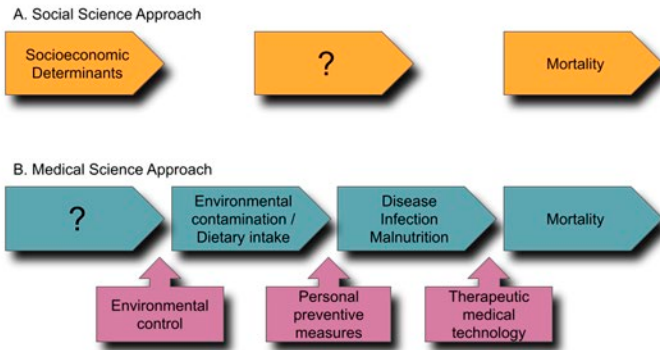 A. Social Science Approach
Socioeconomic
Determinants
?
Mortality
B. Medical Science Approach
?
Environmental
contamination /
Dietary intake
Disease
Infection
Malnutrition
Mortality
Environmental
control
Personal
preventive
measures
Therapeutic
medical
technology